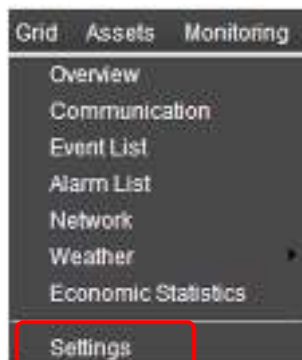 Grid Assets Monitoring
Overview
Communication
Event List
Alarm List
Network
Weather
Economic Statistics
Settings